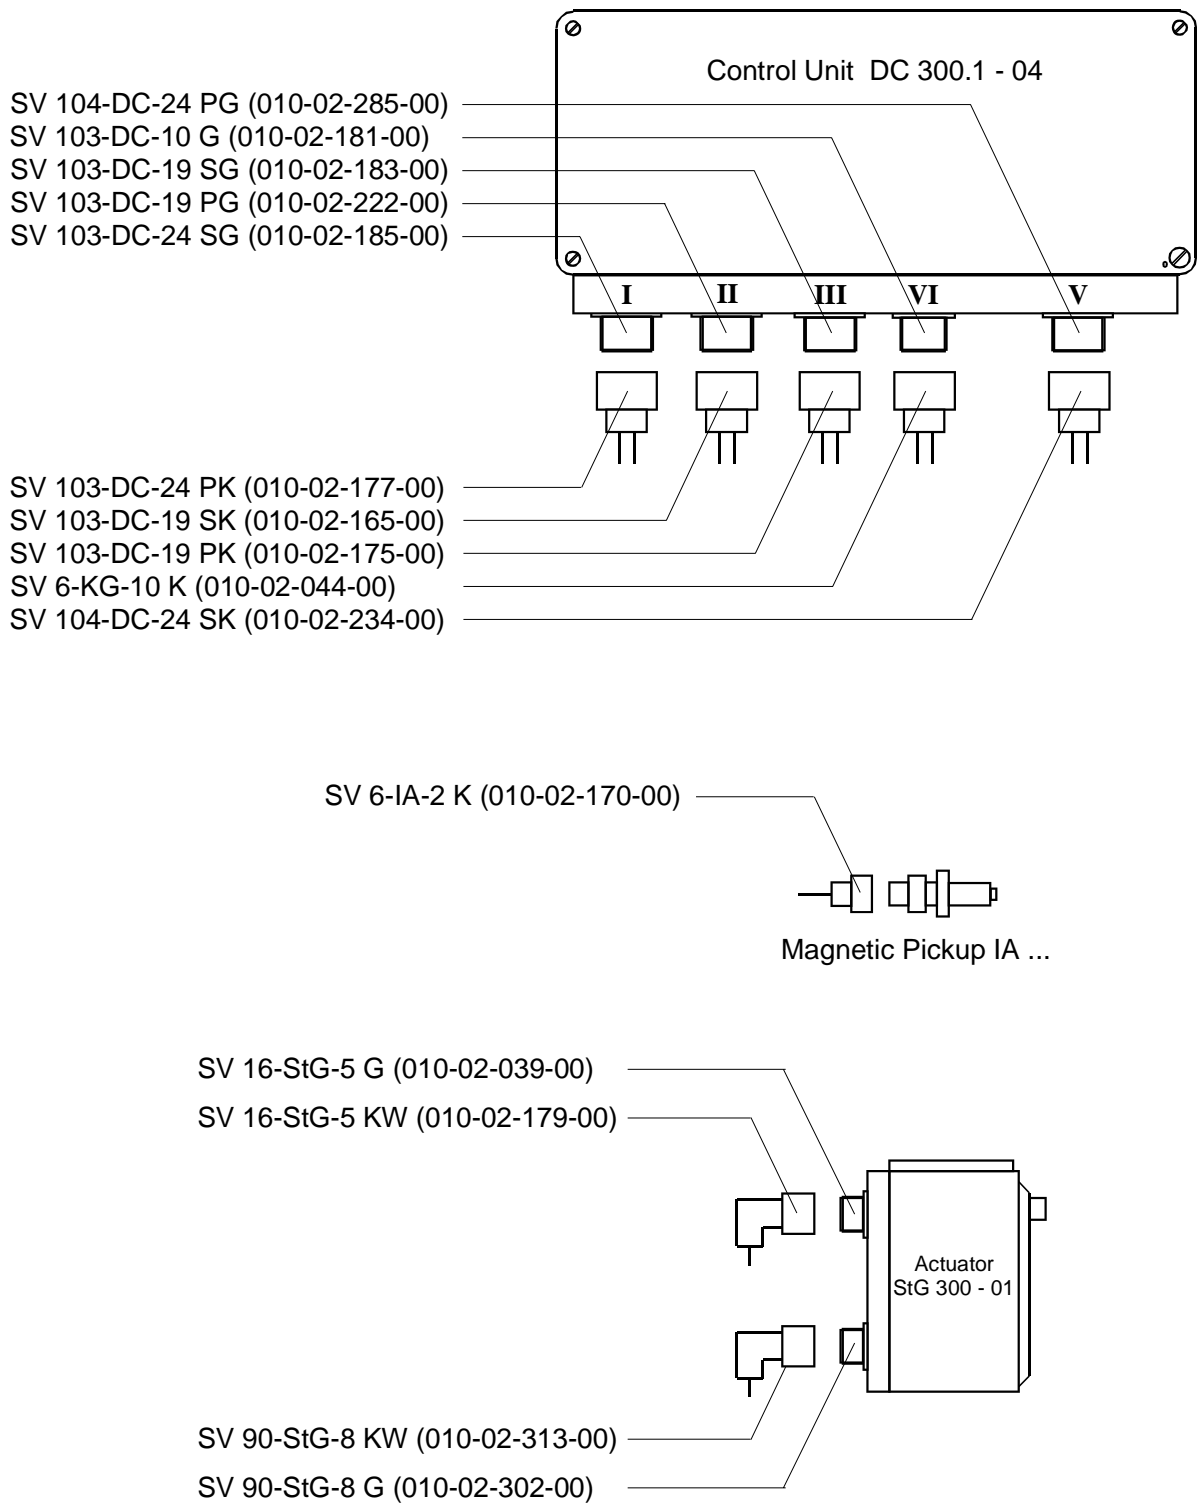 Control Unit DC 300.1 - 04
SV 104-DC-24 PG (010-02-285-00)
SV 103-DC-10 G (010-02-181-00)
SV 103-DC-19 SG (010-02-183-00)
SV 103-DC-19 PG (010-02-222-00)
SV 103-DC-24 SG (010-02-185-00)
I II III VI V
SV 103-DC-24 PK (010-02-177-00)
SV 103-DC-19 SK (010-02-165-00)
SV 103-DC-19 PK (010-02-175-00)
SV 6-KG-10 K (010-02-044-00)
SV 104-DC-24 SK (010-02-234-00)
SV 6-IA-2 K (010-02-170-00)
Magnetic Pickup IA ...
SV 16-StG-5 G (010-02-039-00)
SV 16-StG-5 KW (010-02-179-00)
Actuator
StG 300 - 01
SV 90-StG-8 KW (010-02-313-00)
SV 90-StG-8 G (010-02-302-00)